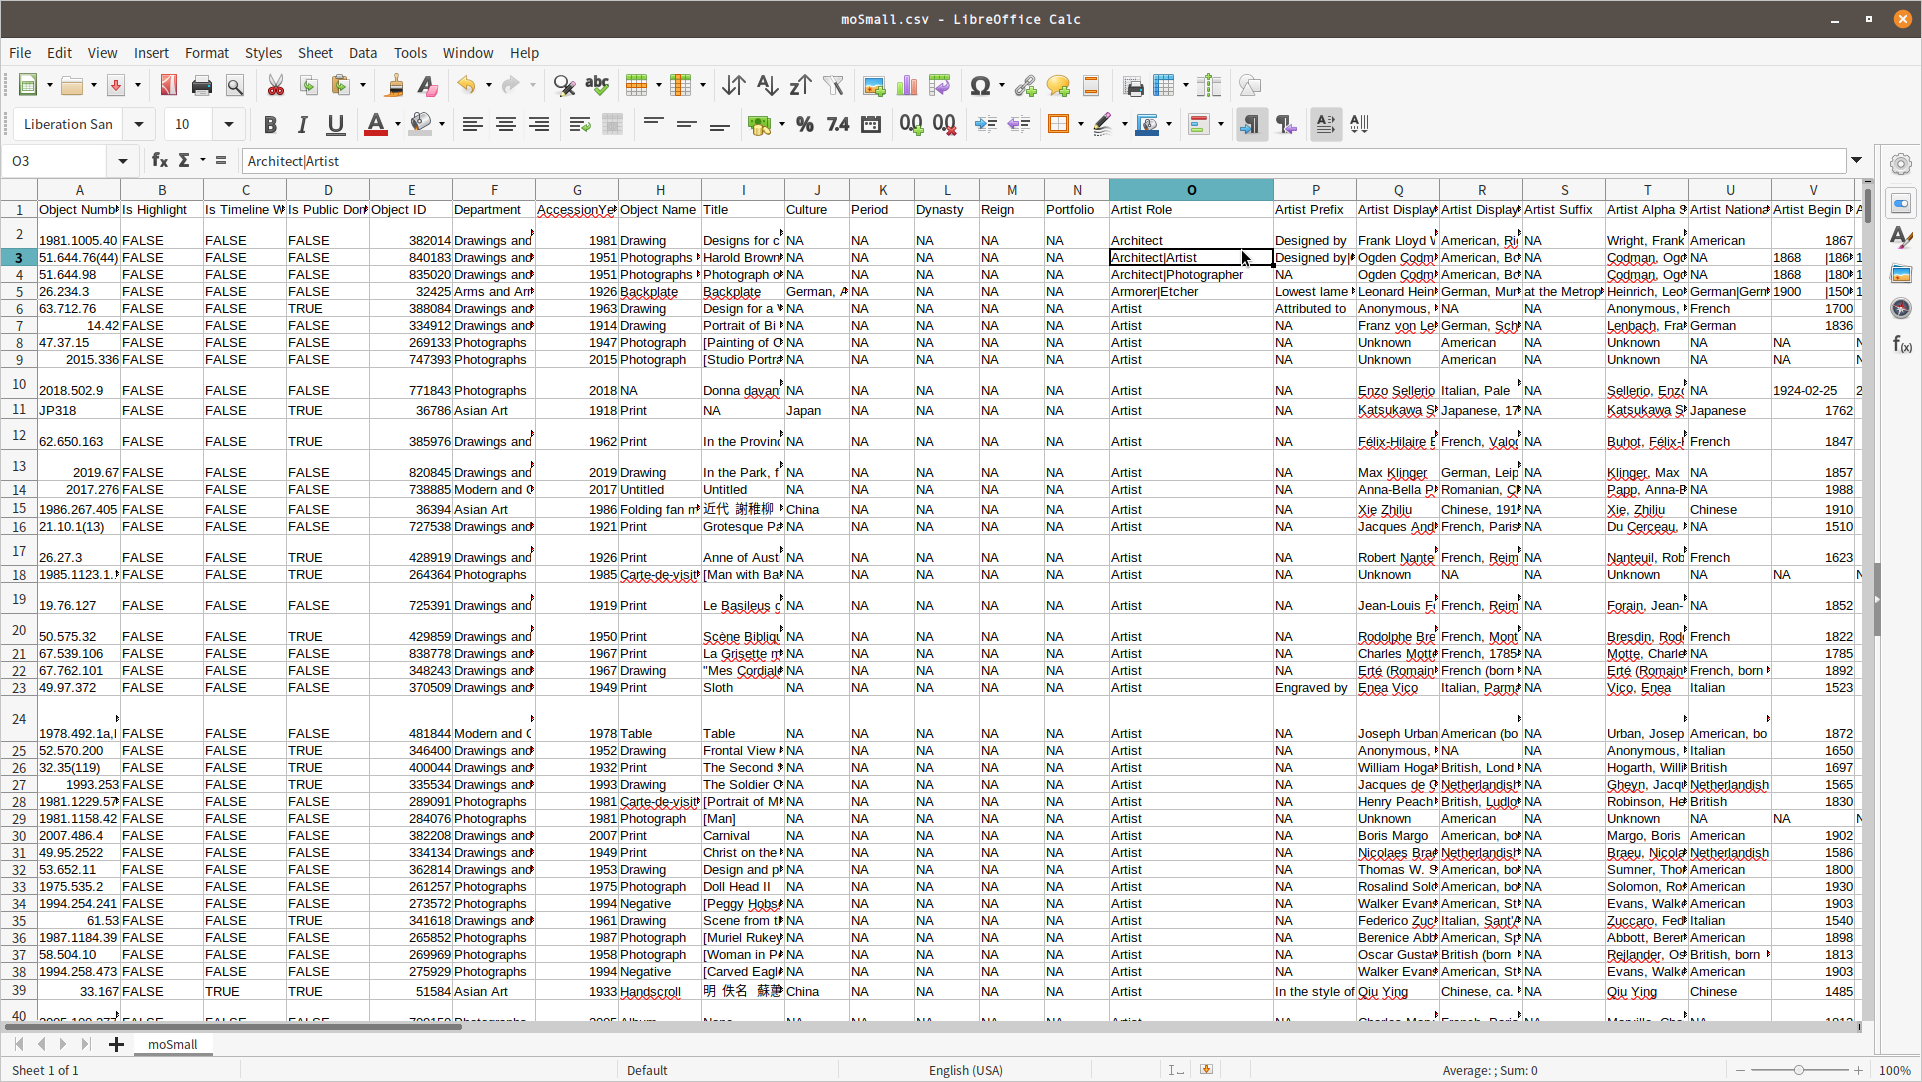 moSmall.csv - LibreOffice Calc
File Edit View Insert Format Styles Sheet Data Tools Window Help
Liberation San 10
O3 Architect|Artist
A B C D E F G H I J K L M N O P Q R S T U V
1 Object Numb Is Highlight Is Timeline W Is Public Dom Object ID Department AccessionYe Object Name Title Culture Period Dynasty Reign Portfolio Artist Role Artist Prefix Artist Display Artist Display Artist Suffix Artist Alpha S Artist Nationa Artist Begin D
2 1981.1005.40 FALSE FALSE FALSE 382014 Drawings and 1981 Drawing Designs for c NA NA NA NA NA Architect Designed by Frank Lloyd W American, Ri NA Wright, Frank American 1867
3 51.644.76(44) FALSE FALSE FALSE 840183 Drawings and 1951 Photographs Harold Brown NA NA NA NA NA Architect|Artist Designed by| Ogden Codm American, Bo NA Codman, Ogd NA 1868 |186
4 51.644.98 FALSE FALSE FALSE 835020 Drawings and 1951 Photographs Photograph o NA NA NA NA NA Architect|Photographer NA Ogden Codm American, Bo NA Codman, Ogd NA 1868 |180
5 26.234.3 FALSE FALSE FALSE 32425 Arms and Arm 1926 Backplate Backplate German, A NA NA NA NA Armorer|Etcher Lowest lame Leonard Hein German, Mur at the Metrop Heinrich, Leo German|Germ 1900 |150
6 63.712.76 FALSE FALSE FALSE 388084 Drawings and 1963 Drawing Design for a W NA NA NA NA NA Artist Attributed to Anonymous, NA NA Anonymous, French 1700
7 14.42 FALSE FALSE FALSE 334912 Drawings and 1914 Drawing Portrait of Bi NA NA NA NA NA Artist NA Franz von Le German, Sch NA Lenbach, Fra German 1836
8 47.37.15 FALSE FALSE FALSE 269133 Photographs 1947 Photograph [Painting of C NA NA NA NA NA Artist NA Unknown American NA Unknown NA NA
9 2015.336 FALSE FALSE FALSE 747393 Photographs 2015 Photograph [Studio Portra NA NA NA NA NA Artist NA Unknown American NA Unknown NA NA
10 2018.502.9 FALSE FALSE FALSE 771843 Photographs 2018 NA Donna davan NA NA NA NA NA Artist NA Enzo Sellerio Italian, Pale NA Sellerio, Enzo NA 1924-02-25
11 JP318 FALSE FALSE TRUE 36786 Asian Art 1918 Print NA Japan NA NA NA NA Artist NA Katsukawa S Japanese, 17 NA Katsukawa S Japanese 1762
12 62.650.163 FALSE FALSE TRUE 385976 Drawings and 1962 Print In the Provinc NA NA NA NA NA Artist NA Félix-Hilaire B French, Valog NA Buhot, Félix-H French 1847
13 2019.67 FALSE FALSE FALSE 820845 Drawings and 2019 Drawing In the Park, f NA NA NA NA NA Artist NA Max Klinger German, Leip NA Klinger, Max NA 1857
14 2017.276 FALSE FALSE FALSE 738885 Modern and C 2017 Untitled Untitled NA NA NA NA NA Artist NA Anna-Bella P Romanian, C NA Papp, Anna-B NA 1988
15 1986.267.405 FALSE FALSE FALSE 36394 Asian Art 1986 Folding fan m 近代 謝稚柳 China NA NA NA NA Artist NA Xie Zhiliu Chinese, 191 NA Xie, Zhiliu Chinese 1910
16 21.10.1(13) FALSE FALSE FALSE 727538 Drawings and 1921 Print Grotesque Pa NA NA NA NA NA Artist NA Jacques And French, Paris NA Du Cerceau, NA 1510
17 26.27.3 FALSE FALSE TRUE 428919 Drawings and 1926 Print Anne of Aust NA NA NA NA NA Artist NA Robert Nante French, Reim NA Nanteuil, Rob French 1623
18 1985.1123.1. FALSE FALSE FALSE 264364 Photographs 1985 Carte-de-visit [Man with Ba NA NA NA NA NA Artist NA Unknown NA NA Unknown NA NA
19 19.76.127 FALSE FALSE FALSE 725391 Drawings and 1919 Print Le Basileus c NA NA NA NA NA Artist NA Jean-Louis Fo French, Reim NA Forain, Jean- NA 1852
20 50.575.32 FALSE FALSE TRUE 429859 Drawings and 1950 Print Scène Bibliqu NA NA NA NA NA Artist NA Rodolphe Bre French, Mont NA Bresdin, Rodo French 1822
21 67.539.106 FALSE FALSE TRUE 838778 Drawings and 1967 Print La Grisette m NA NA NA NA NA Artist NA Charles Motte French, 1785 NA Motte, Charle NA 1785
22 67.762.101 FALSE FALSE FALSE 348243 Drawings and 1967 Drawing "Mes Cordial NA NA NA NA NA Artist NA Erté (Romain French (born NA Erté (Romain French, born 1892
23 49.97.372 FALSE FALSE FALSE 370509 Drawings and 1949 Print Sloth NA NA NA NA NA Artist Engraved by Enea Vico Italian, Parma NA Vico, Enea Italian 1523
24 1978.492.1a, FALSE FALSE FALSE 481844 Modern and C 1978 Table Table NA NA NA NA NA Artist NA Joseph Urban American (bo NA Urban, Josep American, bo 1872
25 52.570.200 FALSE FALSE TRUE 346400 Drawings and 1952 Drawing Frontal View NA NA NA NA NA Artist NA Anonymous, NA NA Anonymous, Italian 1650
26 32.35(119) FALSE FALSE TRUE 400044 Drawings and 1932 Print The Second S NA NA NA NA NA Artist NA William Hoga British, Lond NA Hogarth, Willi British 1697
27 1993.253 FALSE FALSE TRUE 335534 Drawings and 1993 Drawing The Soldier O NA NA NA NA NA Artist NA Jacques de G Netherlandish NA Gheyn, Jacq Netherlandish 1565
28 1981.1229.57 FALSE FALSE FALSE 289091 Photographs 1981 Carte-de-visit [Portrait of M NA NA NA NA NA Artist NA Henry Peach British, Ludlo NA Robinson, He British 1830
29 1981.1158.42 FALSE FALSE FALSE 284076 Photographs 1981 Photograph [Man] NA NA NA NA NA Artist NA Unknown American NA Unknown NA NA
30 2007.486.4 FALSE FALSE FALSE 382208 Drawings and 2007 Print Carnival NA NA NA NA NA Artist NA Boris Margo American, bo NA Margo, Boris American 1902
31 49.95.2522 FALSE FALSE FALSE 334134 Drawings and 1949 Print Christ on the NA NA NA NA NA Artist NA Nicolaes Brae Netherlandish NA Braeu, Nicola Netherlandish 1586
32 53.652.11 FALSE FALSE FALSE 362814 Drawings and 1953 Drawing Design and p NA NA NA NA NA Artist NA Thomas W. S American, bo NA Sumner, Tho American 1800
33 1975.535.2 FALSE FALSE FALSE 261257 Photographs 1975 Photograph Doll Head II NA NA NA NA NA Artist NA Rosalind Solo American, bo NA Solomon, Ro American 1930
34 1994.254.241 FALSE FALSE FALSE 273572 Photographs 1994 Negative [Peggy Hobs NA NA NA NA NA Artist NA Walker Evans American, St NA Evans, Walk American 1903
35 61.53 FALSE FALSE TRUE 341618 Drawings and 1961 Drawing Scene from t NA NA NA NA NA Artist NA Federico Zuc Italian, Sant'A NA Zuccaro, Fed Italian 1540
36 1987.1184.39 FALSE FALSE FALSE 265852 Photographs 1987 Photograph [Muriel Rukey NA NA NA NA NA Artist NA Berenice Abb American, Sp NA Abbott, Beren American 1898
37 58.504.10 FALSE FALSE FALSE 269969 Photographs 1958 Photograph [Woman in P NA NA NA NA NA Artist NA Oscar Gusta British (born NA Rejlander, Os British, born 1813
38 1994.258.473 FALSE FALSE FALSE 275929 Photographs 1994 Negative [Carved Eagl NA NA NA NA NA Artist NA Walker Evans American, St NA Evans, Walk American 1903
39 33.167 FALSE TRUE TRUE 51584 Asian Art 1933 Handscroll 明 佚名 蘇蕙 China NA NA NA NA Artist In the style of Qiu Ying Chinese, ca. NA Qiu Ying Chinese 1485
40
moSmall
Sheet 1 of 1 Default English (USA) Average: ; Sum: 0 100%